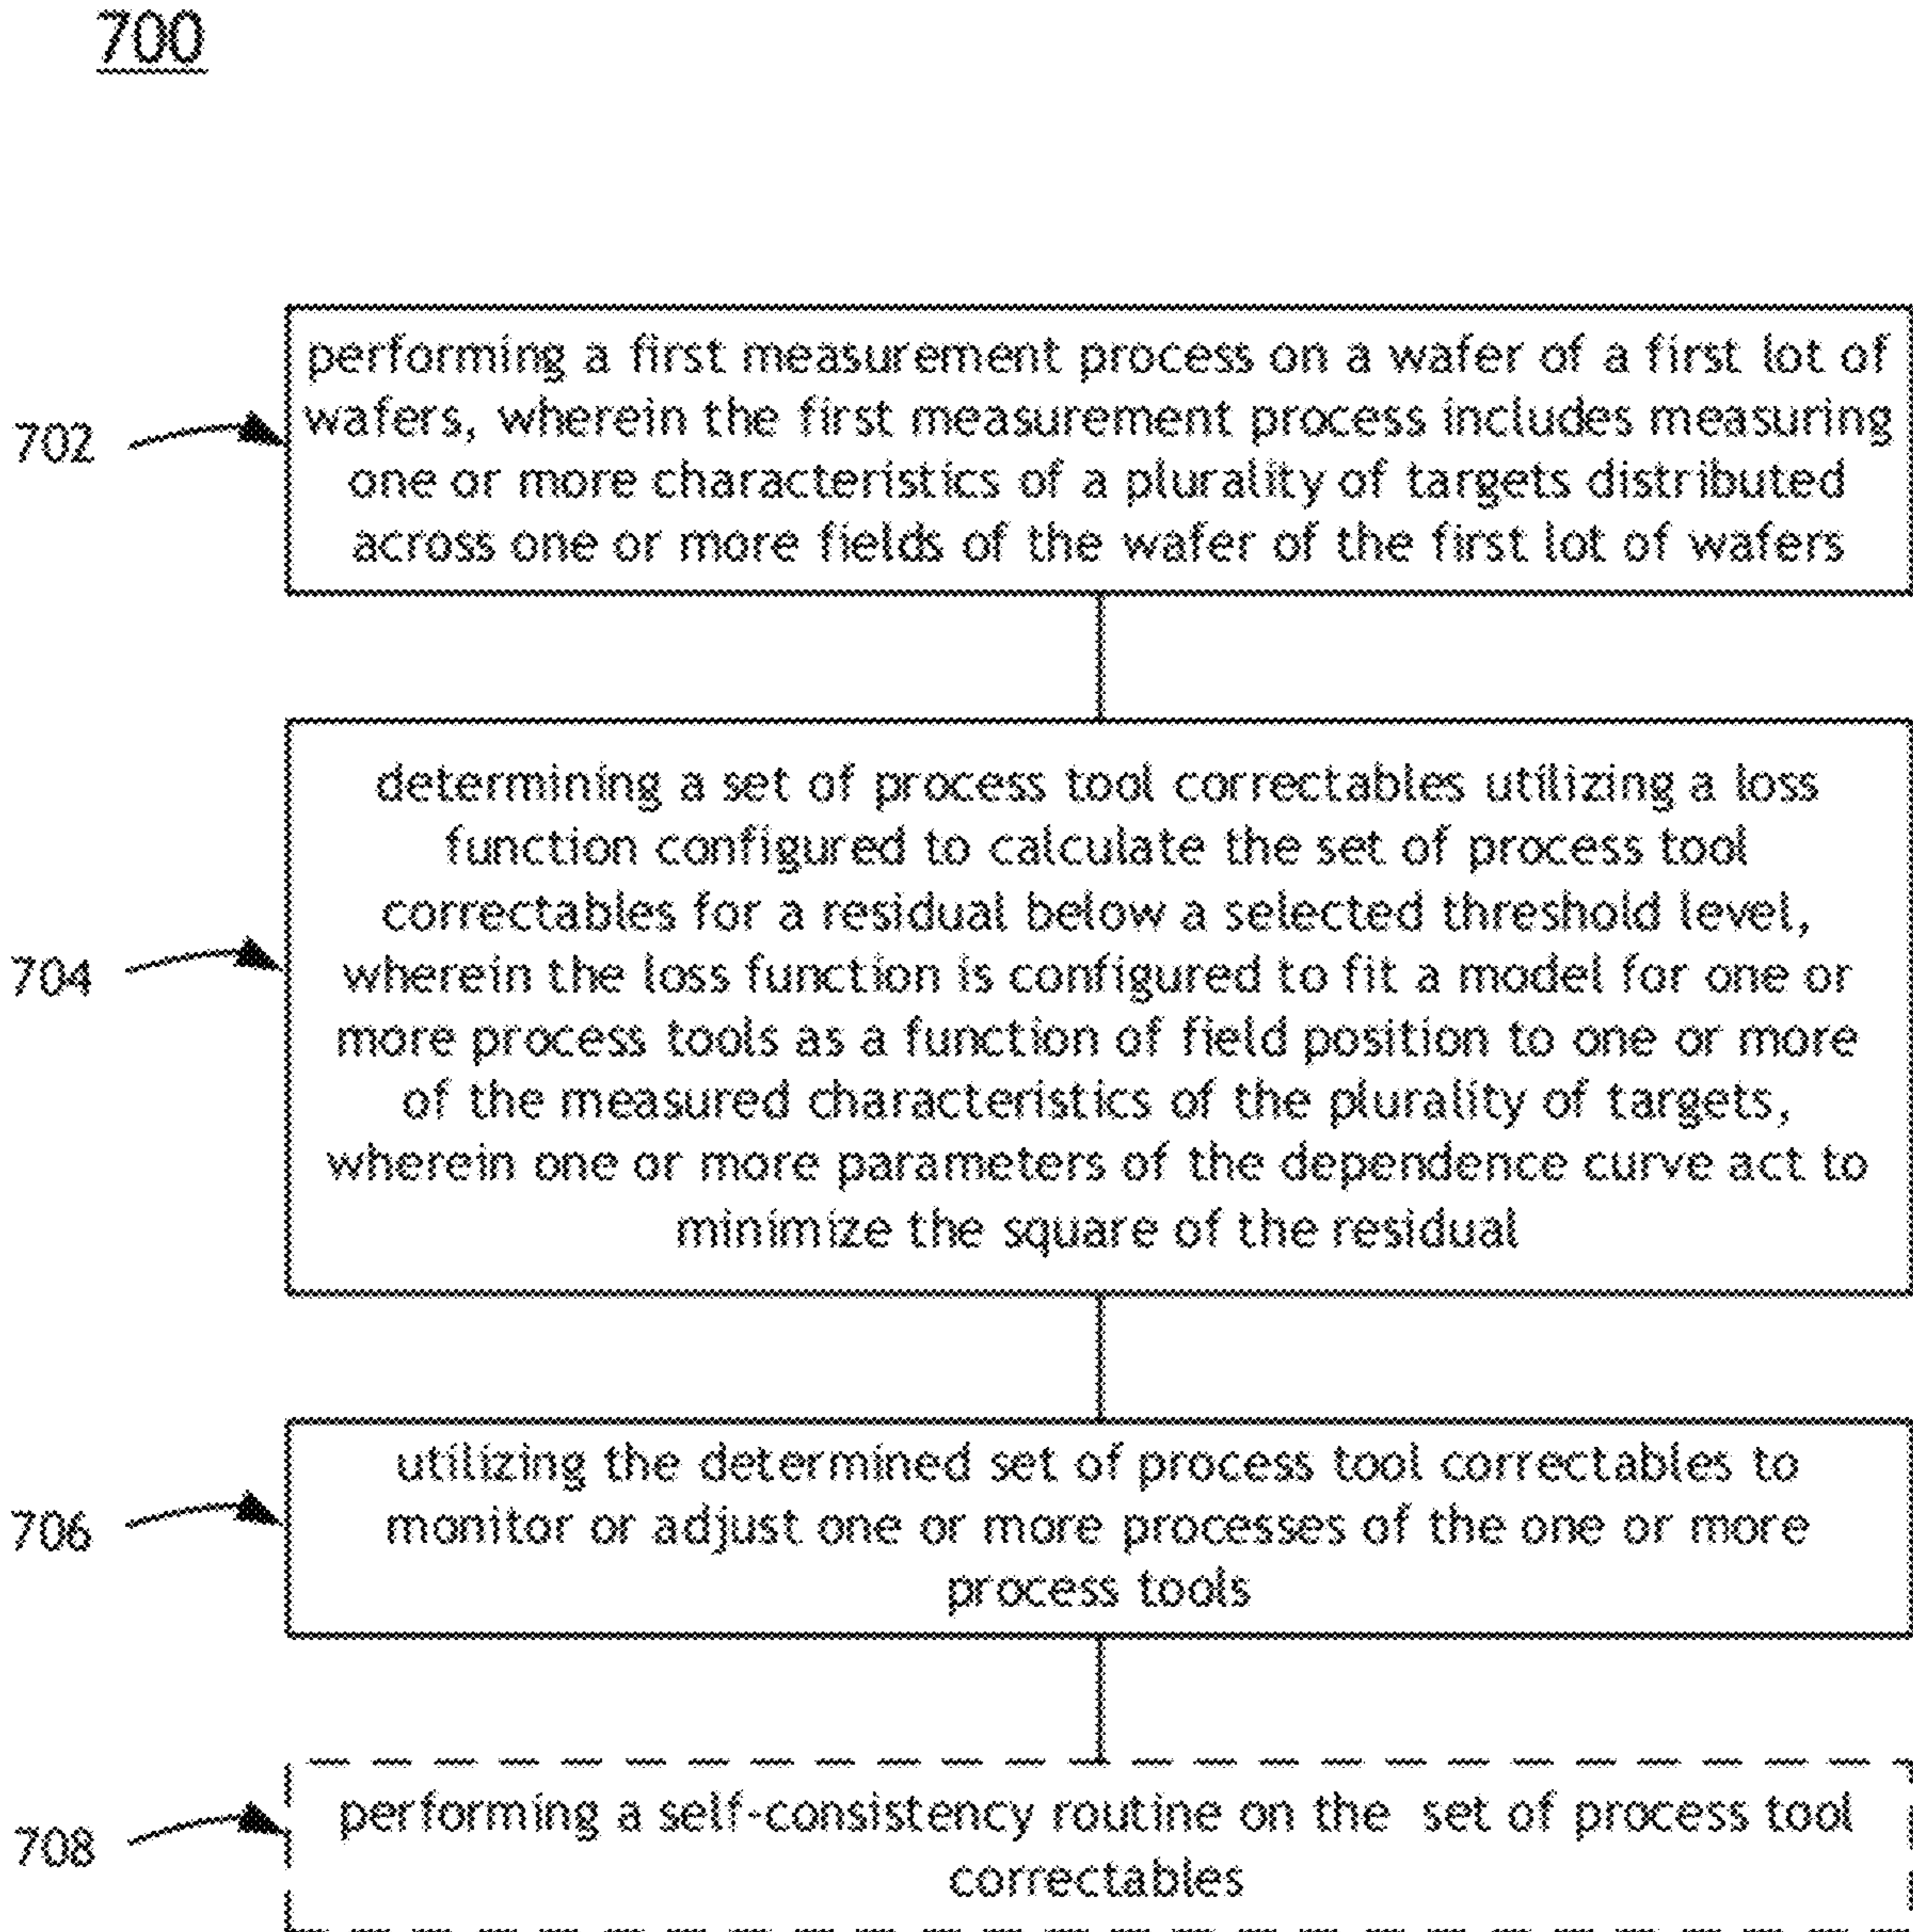 700
performing a first measurement process on a wafer of a first lot of
wafers, wherein the first measurement process includes measuring
702
one or more characteristics of a plurality of targets distributed
across one or more fields of the wafer of the first lot of wafers
determining a set of process tool correctables utilizing a loss
function configured to calculate the set of process tool
correctables for a residual below a selected threshold level,
704
wherein the loss function is configured to fit a model for one or
more process tools as a function of field position to one or more
of the measured characteristics of the plurality of targets,
wherein one or more parameters of the dependence curve act to
minimize the square of the residual
utilizing the determined set of process tool correctables to
706
monitor or adjust one or more processes of the one or more
process tools
performing a self-consistency routine on the set of process tool
708
correctables